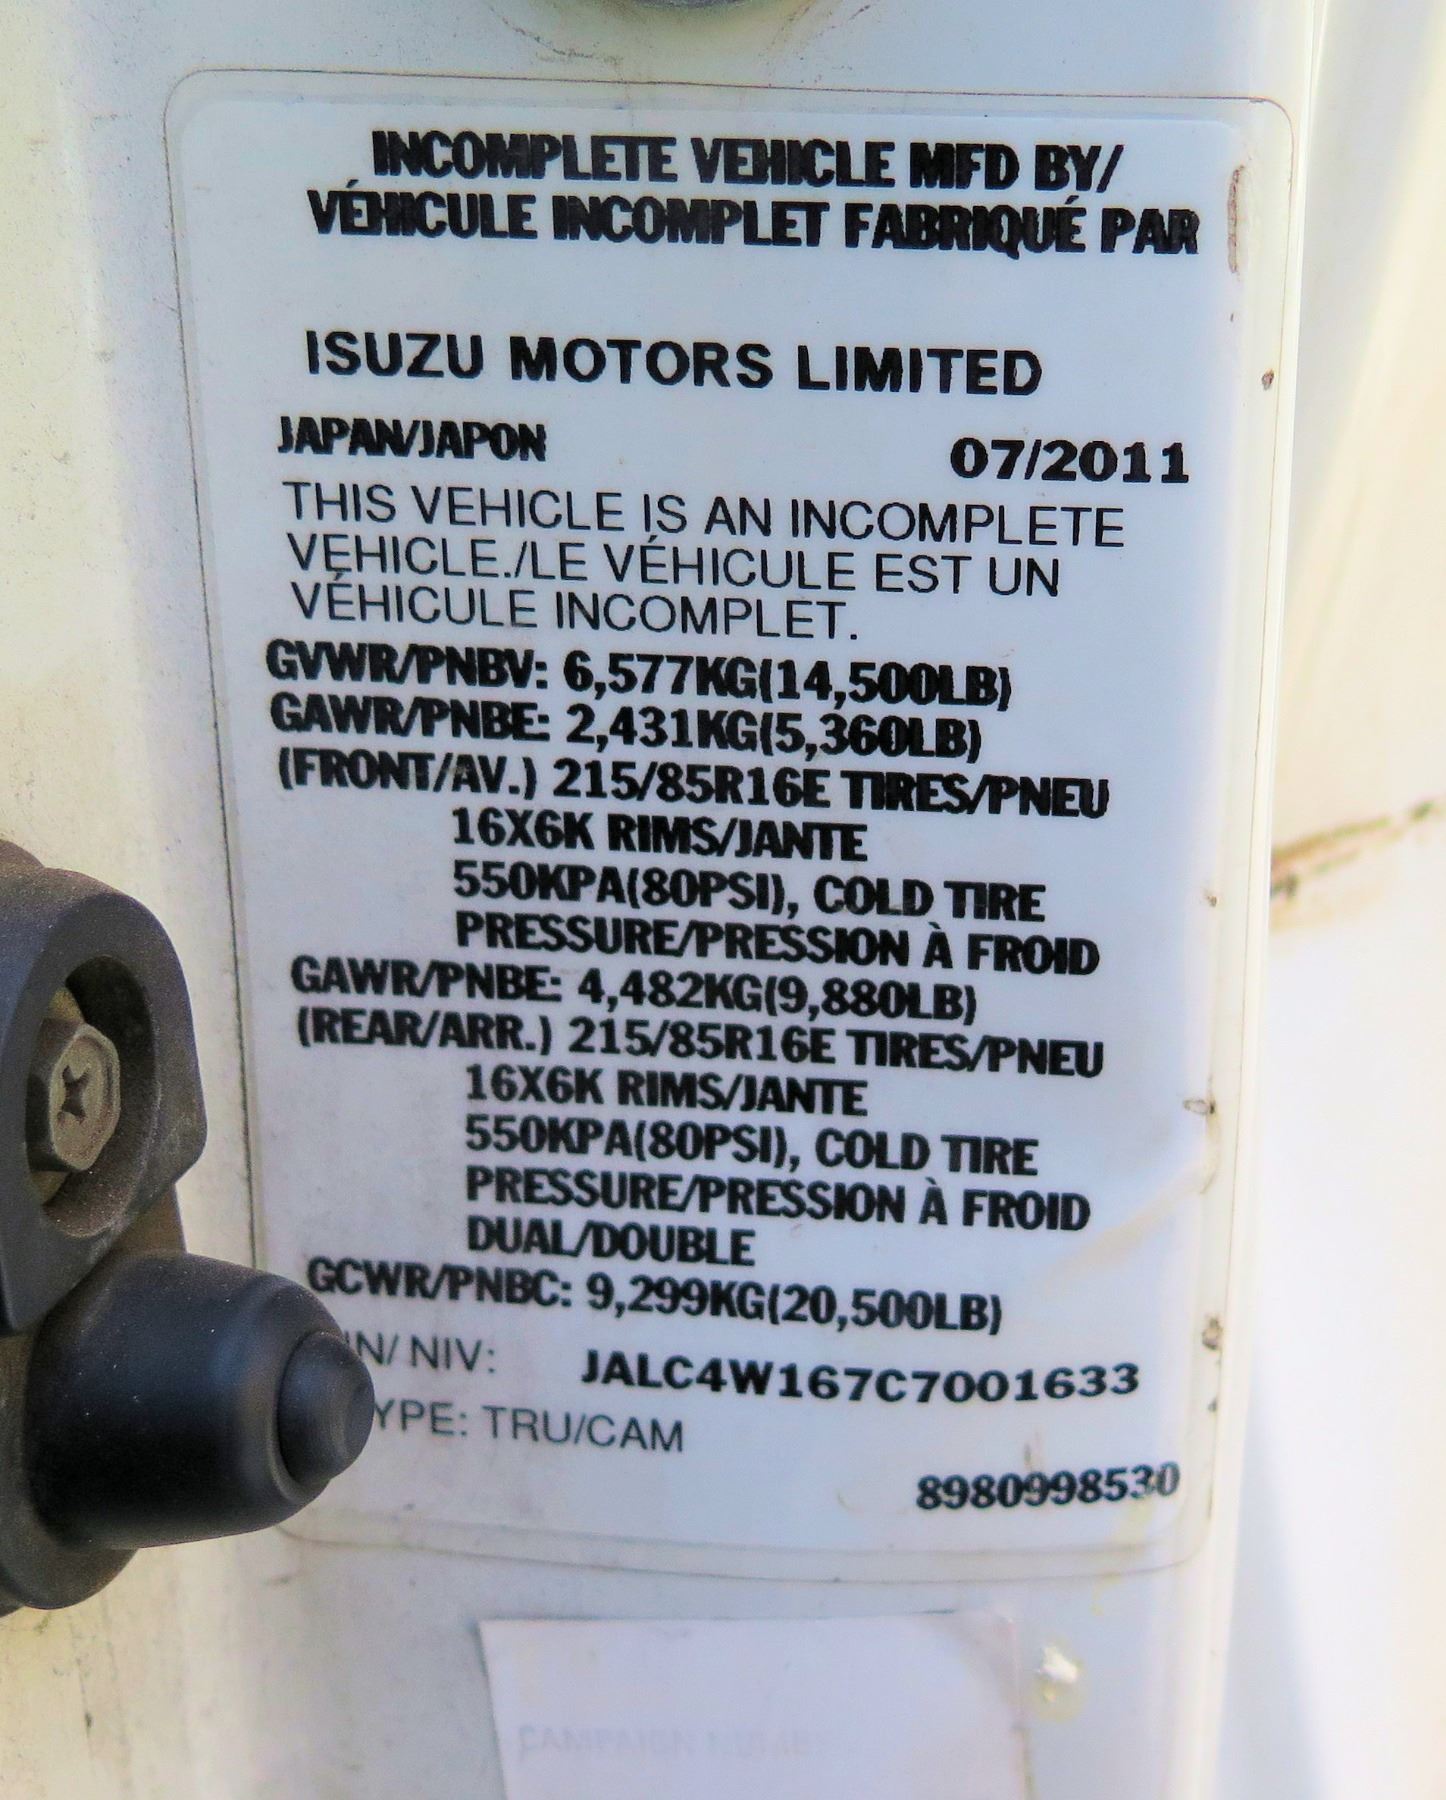 INCOMPLETE VEHICLE MFD BY/
VÉHICULE INCOMPLET FABRIQUÉ PAR
ISUZU MOTORS LIMITED
JAPAN/JAPON 07/2011
THIS VEHICLE IS AN INCOMPLETE
VEHICLE./LE VÉHICULE EST UN
VÉHICULE INCOMPLET.
GVWR/PNBV: 6,577KG(14,500LB)
GAWR/PNBE: 2,431KG(5,360LB)
(FRONT/AV.) 215/85R16E TIRES/PNEU
16X6K RIMS/JANTE
550KPA(80PSI), COLD TIRE
PRESSURE/PRESSION À FROID
GAWR/PNBE: 4,482KG(9,880LB)
(REAR/ARR.) 215/85R16E TIRES/PNEU
16X6K RIMS/JANTE
550KPA(80PSI), COLD TIRE
PRESSURE/PRESSION À FROID
DUAL/DOUBLE
GCWR/PNBC: 9,299KG(20,500LB)
IN/ NIV: JALC4W167C7001633
YPE: TRU/CAM
8980998530
CAMPAIGN